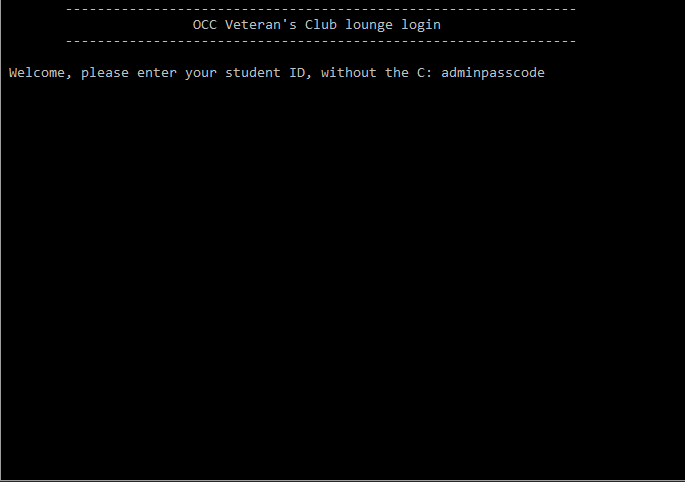 ----------------------------------------------------------------
OCC Veteran's Club lounge login
----------------------------------------------------------------
Welcome, please enter your student ID, without the C: adminpasscode